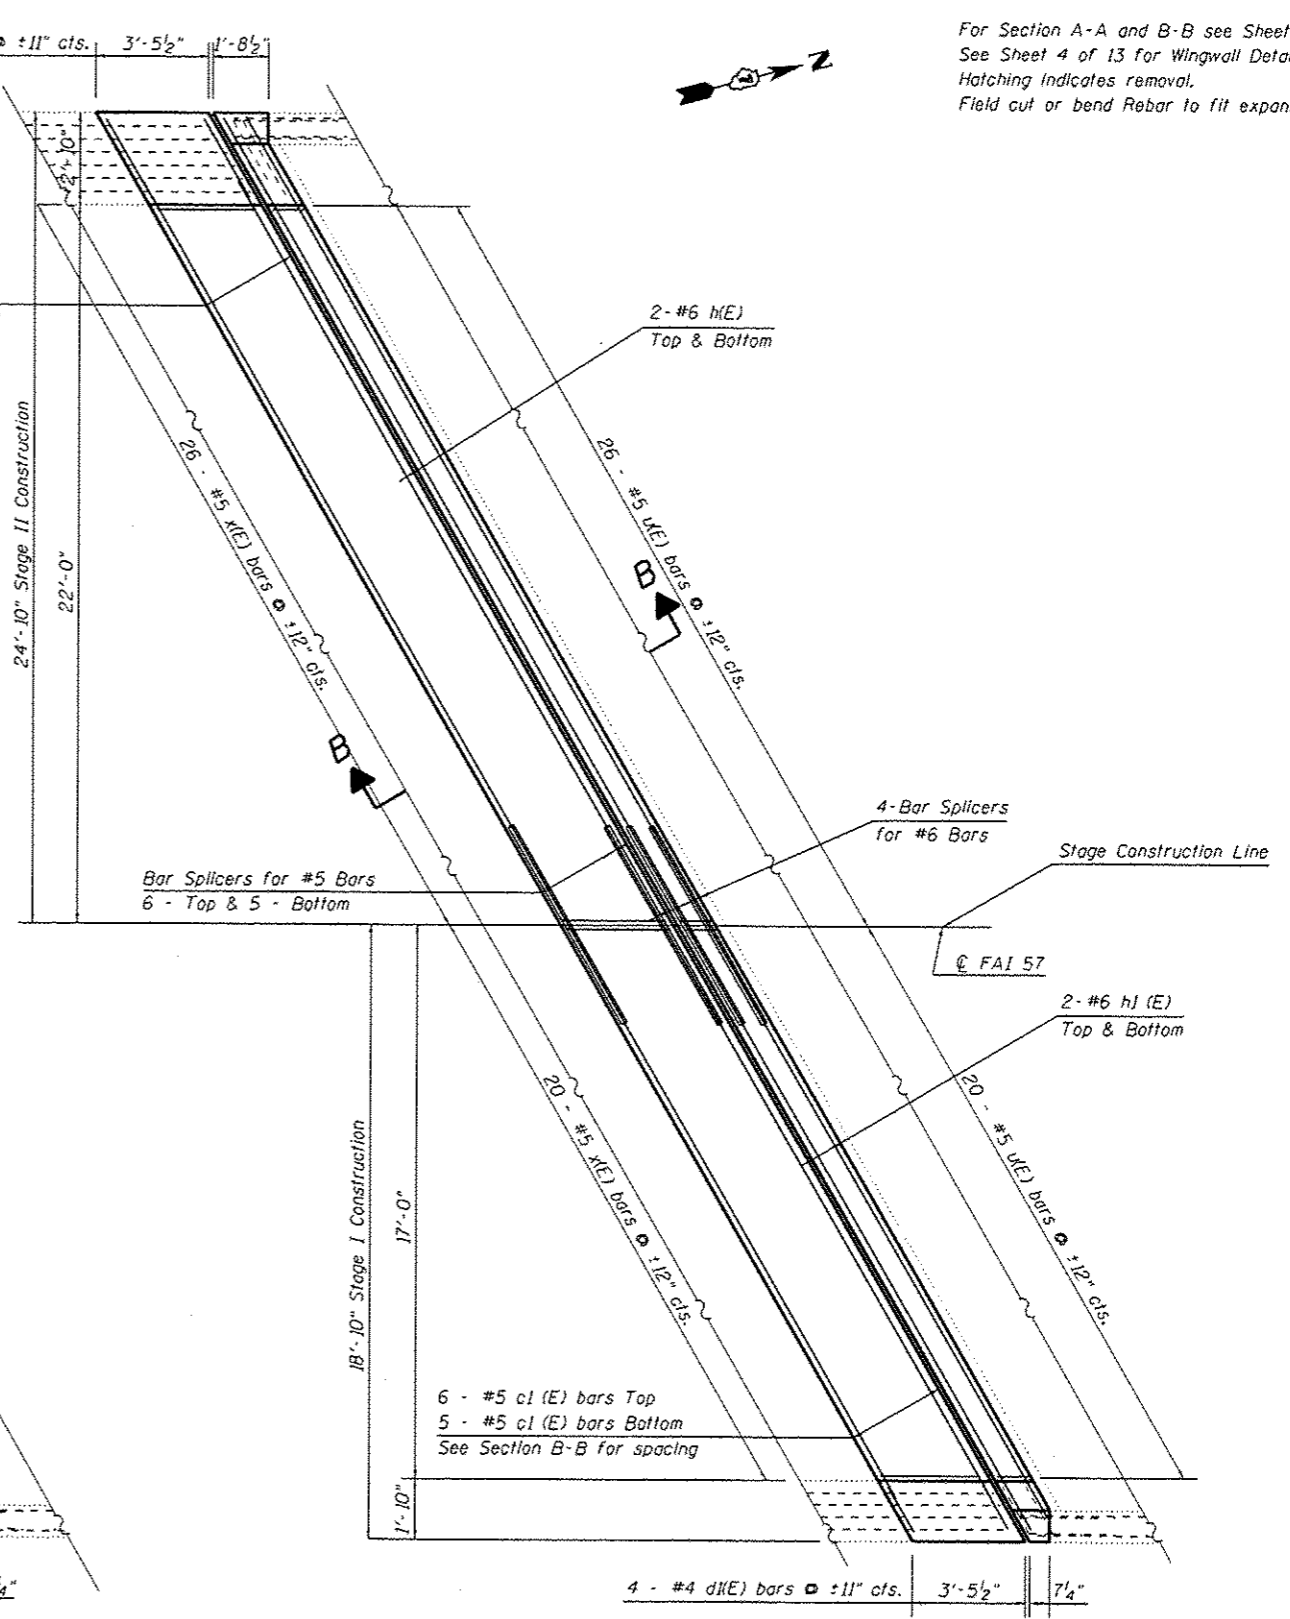 ±11" cts.
3'-5½"
1'-8½"
N
For Section A-A and B-B see Sheet
See Sheet 4 of 13 for Wingwall
Hatching indicates removal.
Field cut or bend Rebar to fit
2'-10"
24'-10" Stage II Construction
22'-0"
2-#6 h(E)
Top & Bottom
26 - #5 x(E) bars @ ±12" cts.
26 - #5 u(E) bars @ ±12" cts.
B
B
4-Bar Splicers
for #6 Bars
Stage Construction Line
Bar Splicers for #5 Bars
6 - Top & 5 - Bottom
℄ FAI 57
2-#6 h1 (E)
Top & Bottom
18'-10" Stage I Construction
17'-0"
20 - #5 x(E) bars @ ±12" cts.
20 - #5 u(E) bars @ ±12" cts.
6 - #5 c1 (E) bars Top
5 - #5 c1 (E) bars Bottom
See Section B-B for spacing
1'-10"
4 - #4 d1(E) bars @ ±11" cts.
3'-5½"
7¼"